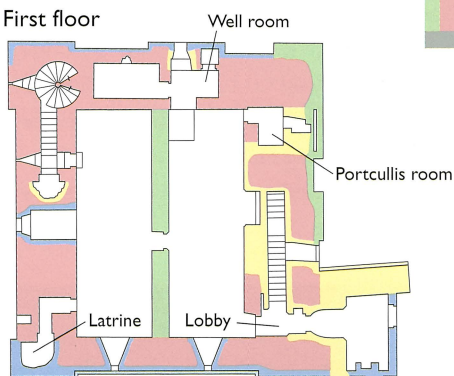 First floor
Well room
Portcullis room
Latrine
Lobby